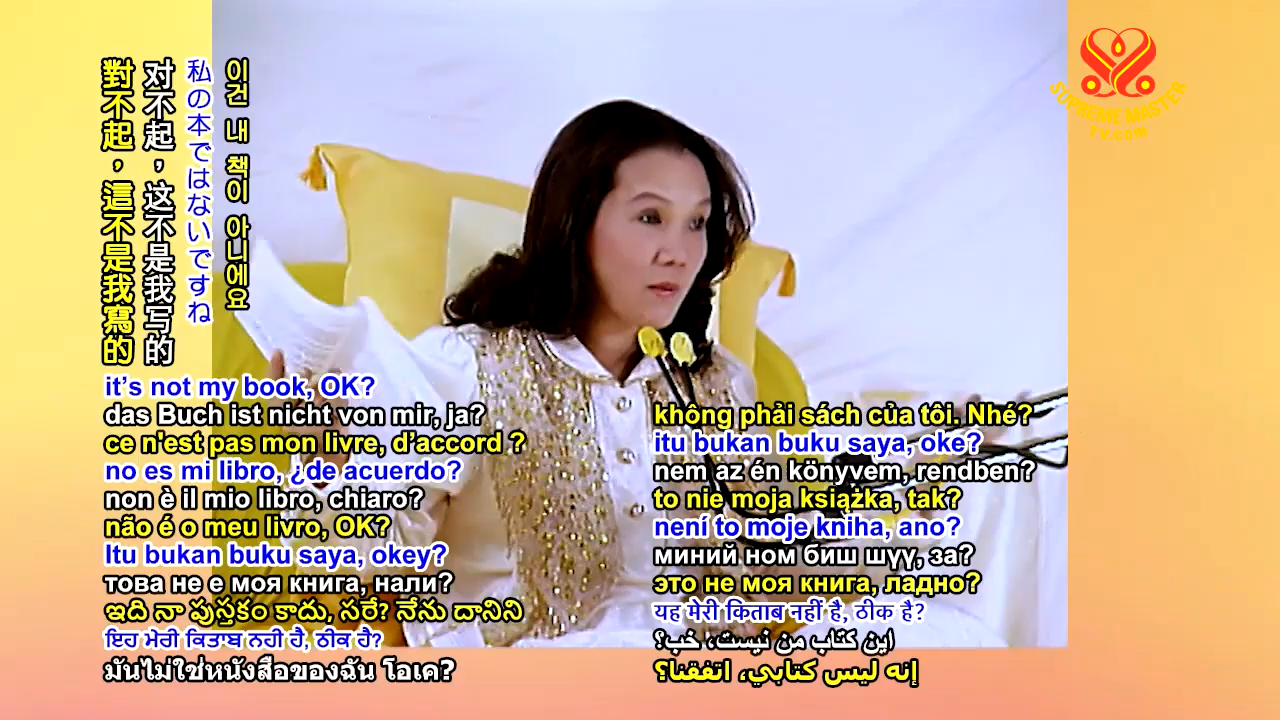 對不起，這不是我寫的
对不起，这不是我写的
私の本ではないですね
이건 내 책이 아니에요
it’s not my book, OK?
das Buch ist nicht von mir, ja?
ce n'est pas mon livre, d’accord ?
no es mi libro, ¿de acuerdo?
non è il mio libro, chiaro?
não é o meu livro, OK?
Itu bukan buku saya, okey?
това не е моя книга, нали?
ఇది నా పుస్తకం కాదు, సరే? నేను దానిని
ਇਹ ਮੇਰੀ ਕਿਤਾਬ ਨਹੀ ਹੈ, ਠੀਕ ਹੈ?
มันไม่ใช่หนังสือของฉัน โอเค?
không phải sách của tôi. Nhé?
itu bukan buku saya, oke?
nem az én könyvem, rendben?
to nie moja książka, tak?
není to moje kniha, ano?
миний ном биш шүү, за?
это не моя книга, ладно?
यह मेरी किताब नहीं है, ठीक है?
این کتاب من نیست، خب؟
إنه ليس كتابي، اتفقنا؟
SUPREME MASTER
TV.com